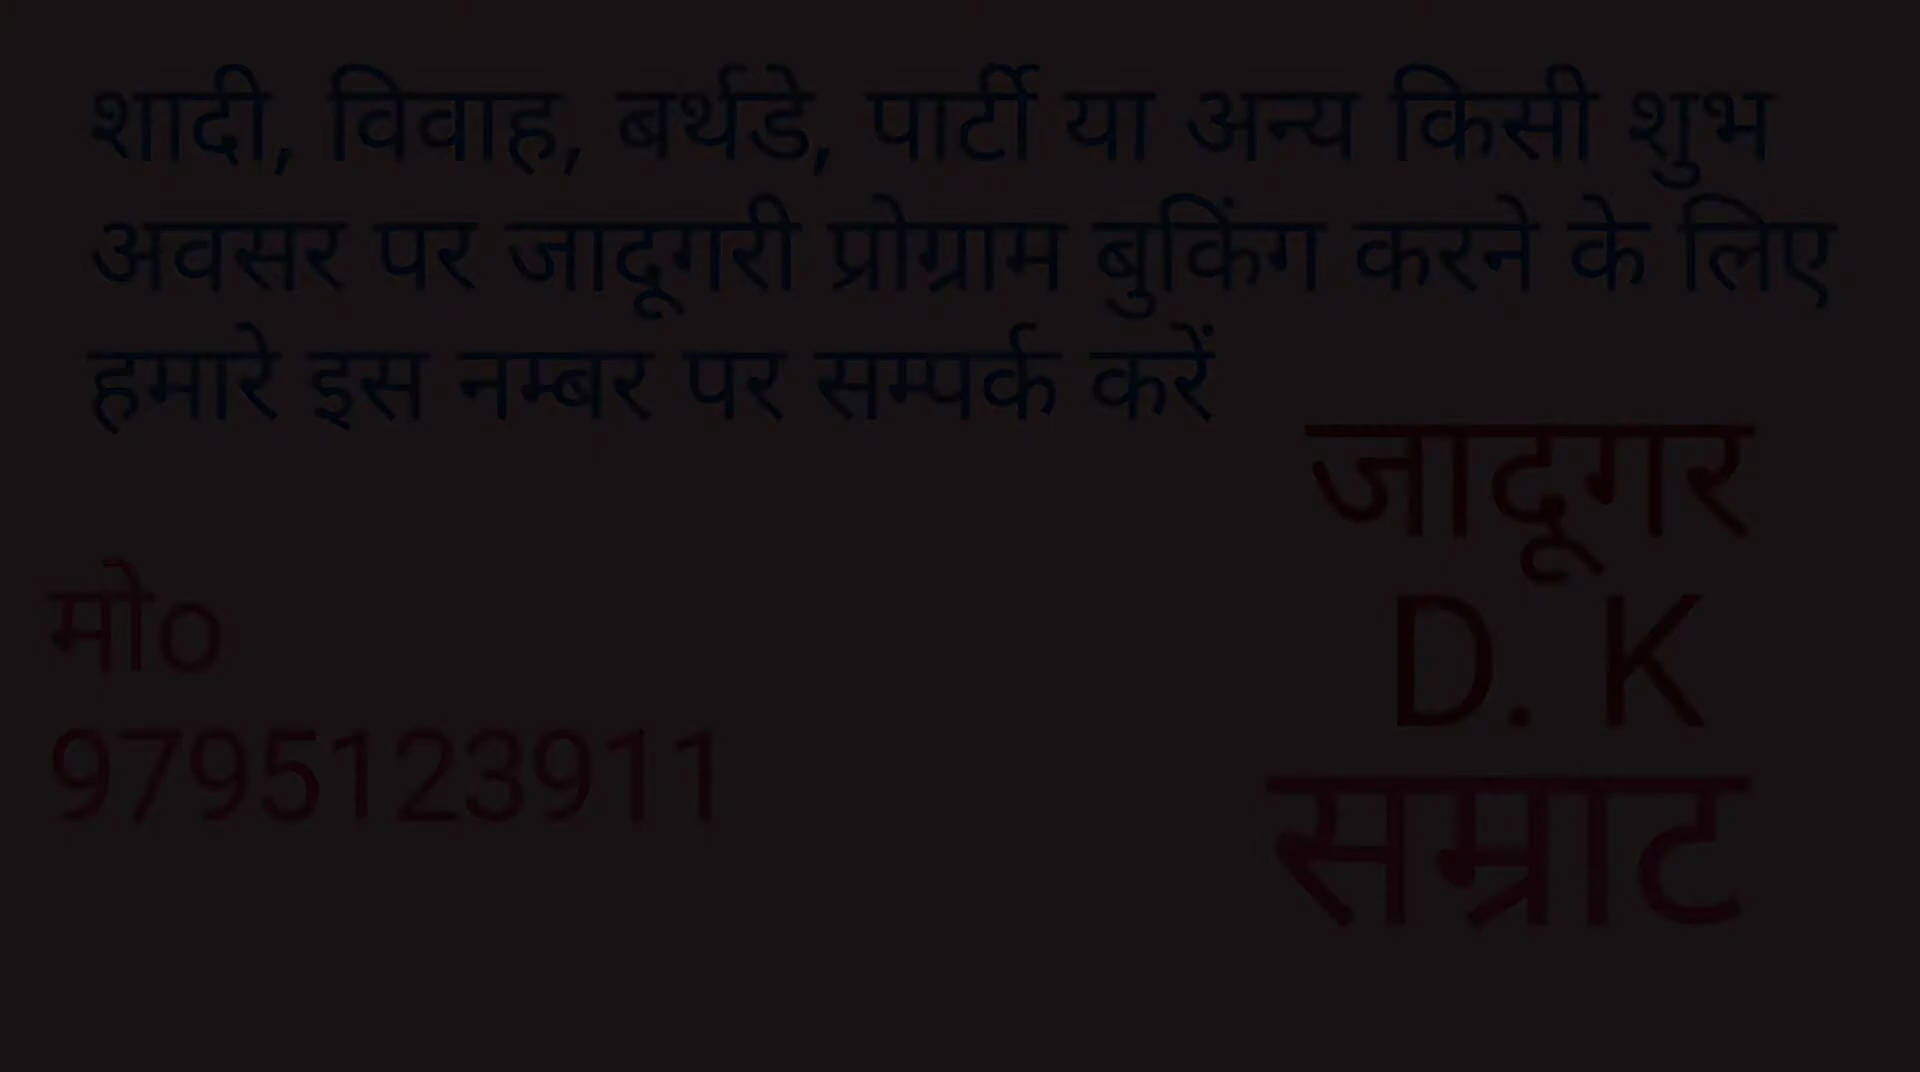 शादी, विवाह, बर्थडे, पार्टी या अन्य किसी शुभ
अवसर पर जादूगरी प्रोग्राम बुकिंग करने के लिए
हमारे इस नम्बर पर सम्पर्क करें
जादूगर
D. K
सम्राट
मो०
9795123911